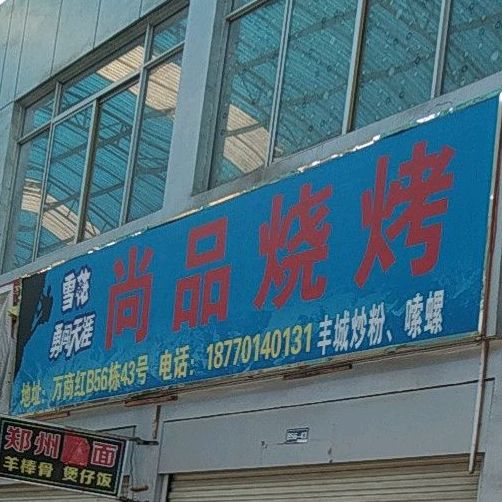 尚品烧烤
雪花
勇闯天涯
地址：万商红B56栋43号 电话：18770140131 丰城炒粉、嗦螺
郑州 面
羊棒骨 煲仔饭
B56-43